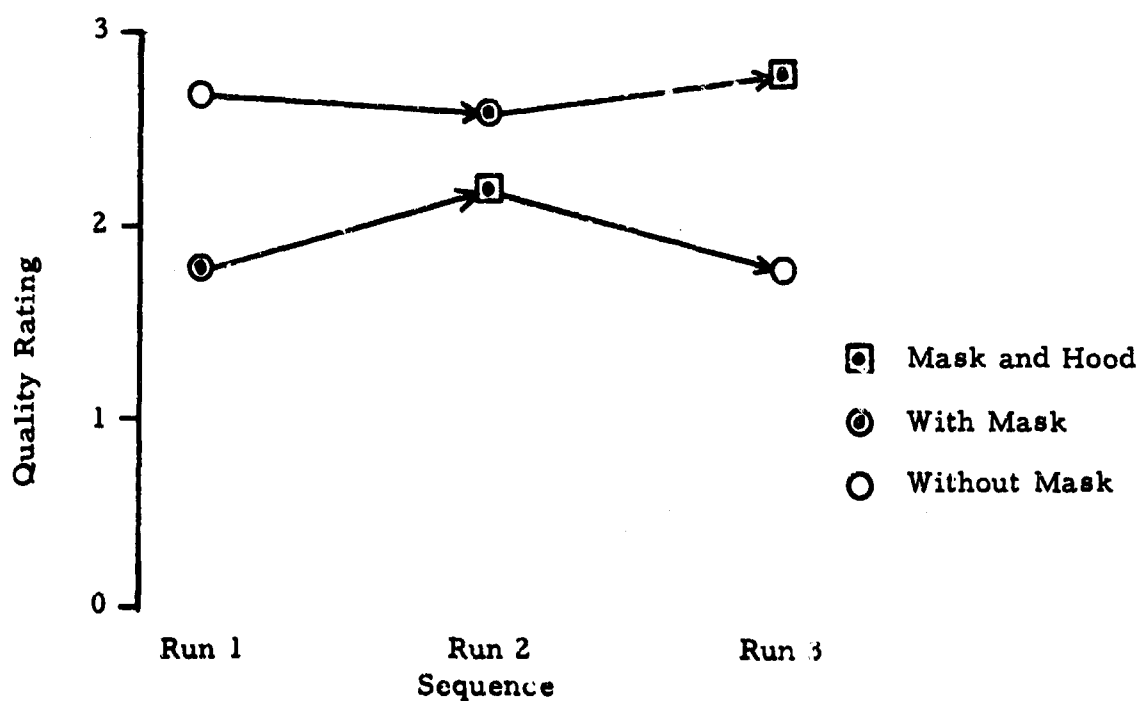 3
2
1
0
Quality Rating
Run 1
Run 2
Run 3
Sequence
Mask and Hood
With Mask
Without Mask